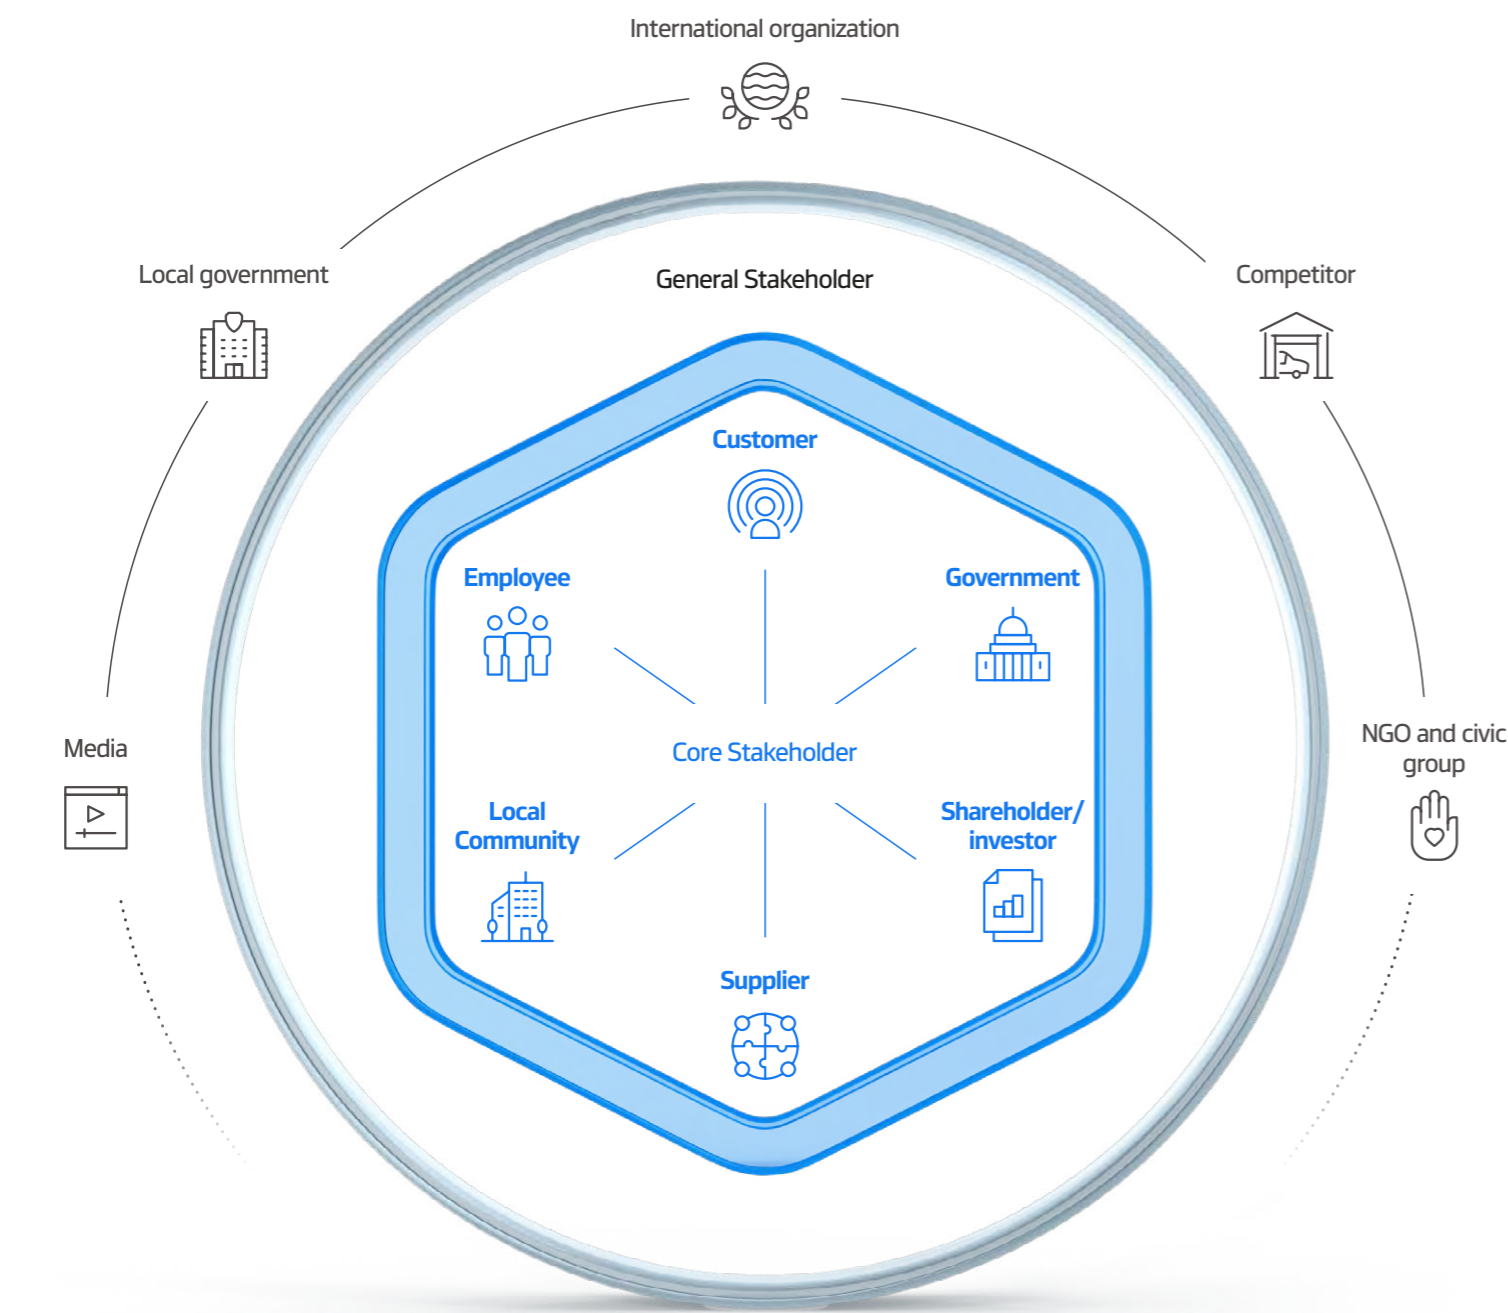 International organization
Local government
Competitor
General Stakeholder
Customer
Employee
Government
Core Stakeholder
Media
NGO and civic
group
Local
Community
Shareholder/
investor
Supplier